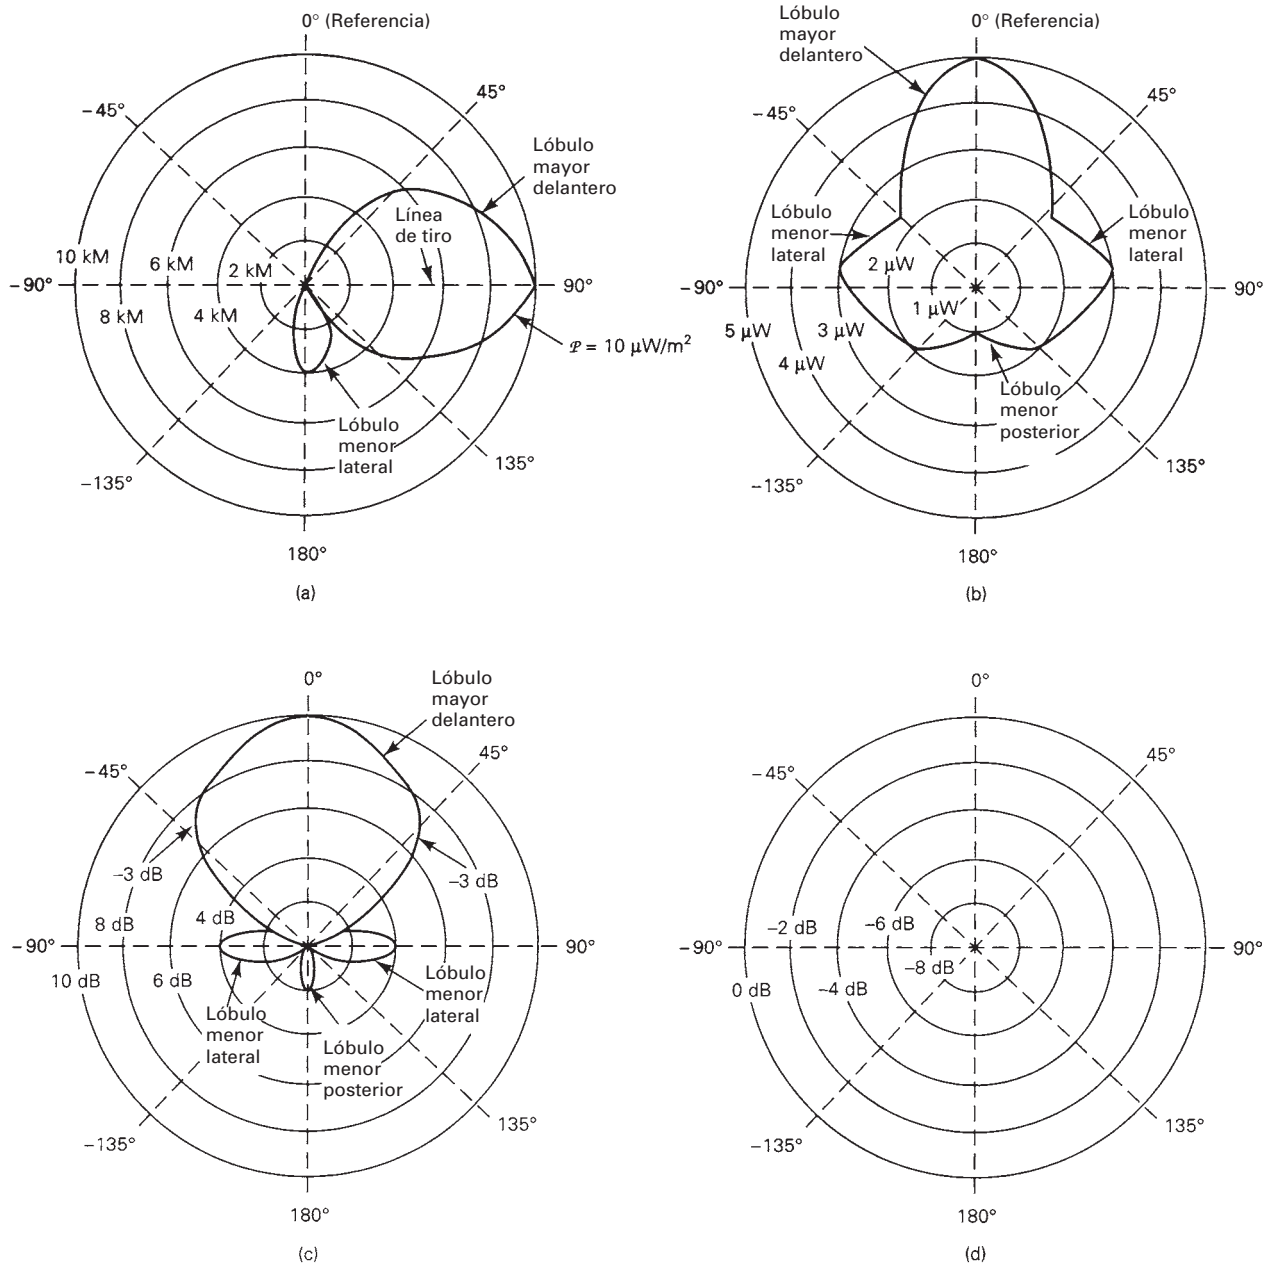 0° (Referencia)
-45°
45°
Lóbulo
mayor
delantero
Línea
de tiro
10 kM
6 kM
2 kM
-90°
90°
8 kM
4 kM
𝒫 = 10 μW/m²
Lóbulo
menor
lateral
-135°
135°
180°
(a)
Lóbulo
mayor
delantero
0° (Referencia)
-45°
45°
Lóbulo
menor
lateral
Lóbulo
menor
lateral
2 μW
-90°
90°
1 μW
5 μW
3 μW
4 μW
Lóbulo
menor
posterior
-135°
135°
180°
(b)
0°
Lóbulo
mayor
delantero
-45°
45°
-3 dB
-3 dB
8 dB
4 dB
-90°
90°
10 dB
6 dB
Lóbulo
menor
lateral
Lóbulo
menor
lateral
Lóbulo
menor
posterior
-135°
135°
180°
(c)
0°
-45°
45°
-2 dB
-6 dB
-90°
90°
-8 dB
0 dB
-4 dB
-135°
135°
180°
(d)